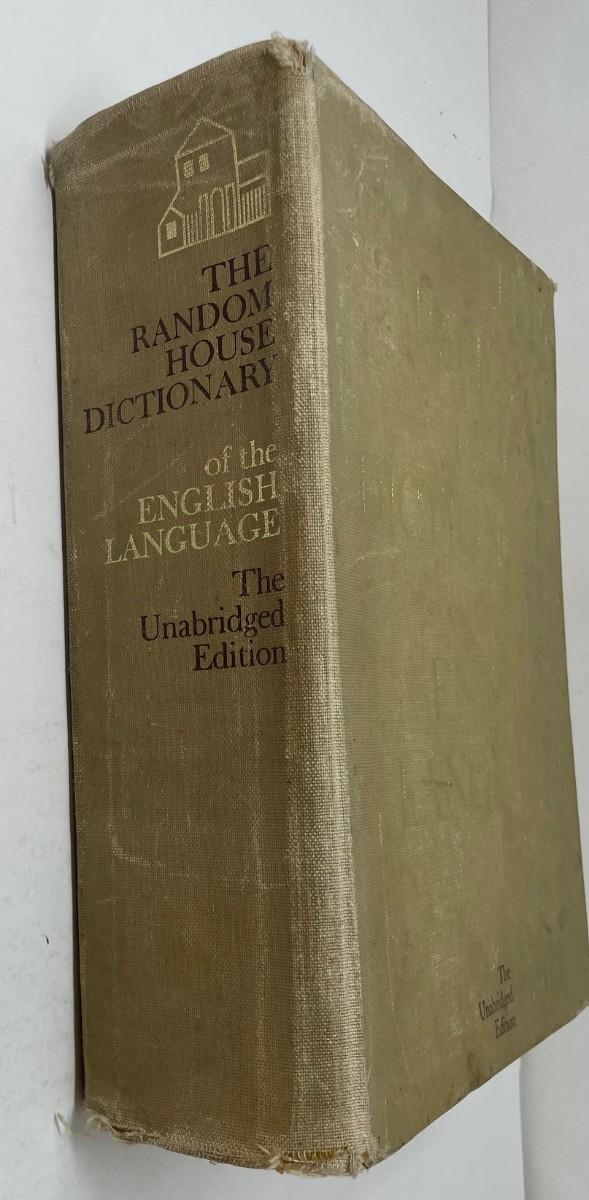 THE
RANDOM
HOUSE
DICTIONARY
of the
ENGLISH
LANGUAGE
The
Unabridged
Edition
The
Unabridged
Edition